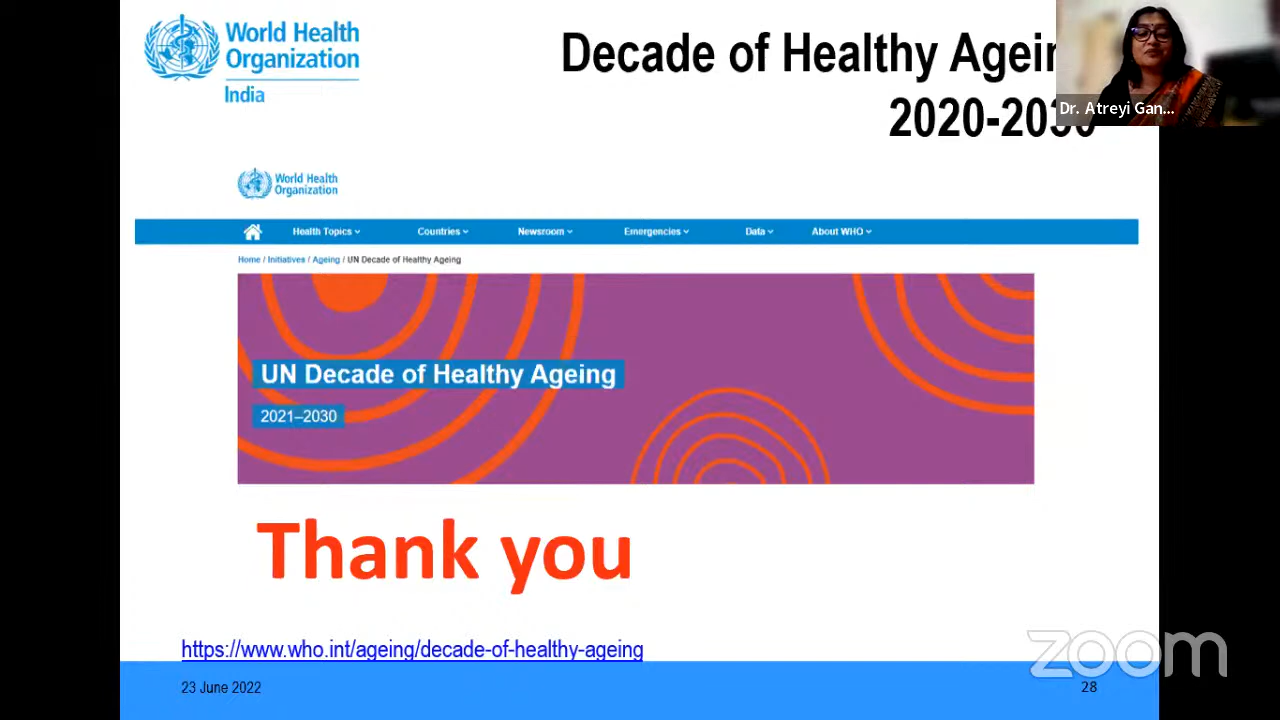 World Health
Organization
India
Decade of Healthy
2020-
Dr. Atreyi Gan...
World Health
Organization
Health Topics
Countries
Newsroom
Emergencies
Data
About WHO
Home / Initiatives / Ageing / UN Decade of Healthy Ageing
UN Decade of Healthy Ageing
2021–2030
Thank you
https://www.who.int/ageing/decade-of-healthy-ageing
zoom
23 June 2022
28